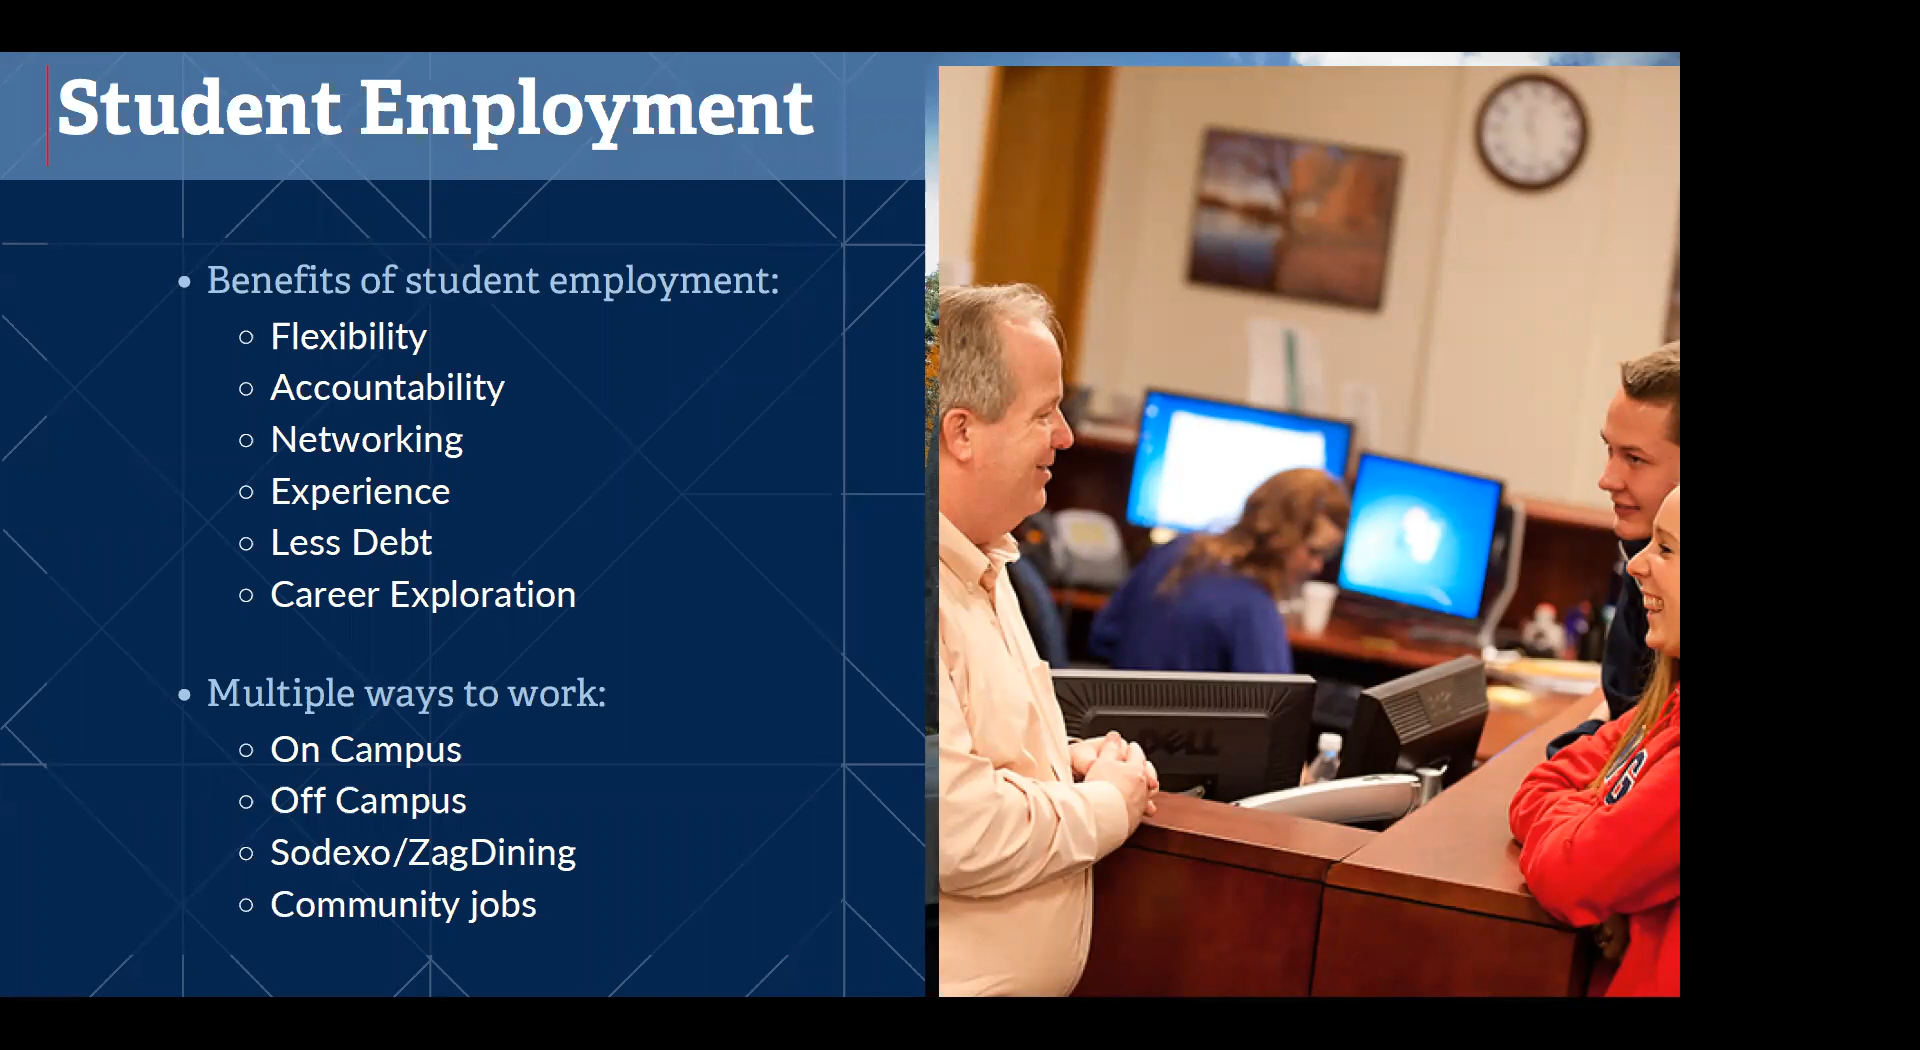 Student Employment
• Benefits of student employment:
○ Flexibility
○ Accountability
○ Networking
○ Experience
○ Less Debt
○ Career Exploration
• Multiple ways to work:
○ On Campus
○ Off Campus
○ Sodexo/ZagDining
○ Community jobs
DELL
G